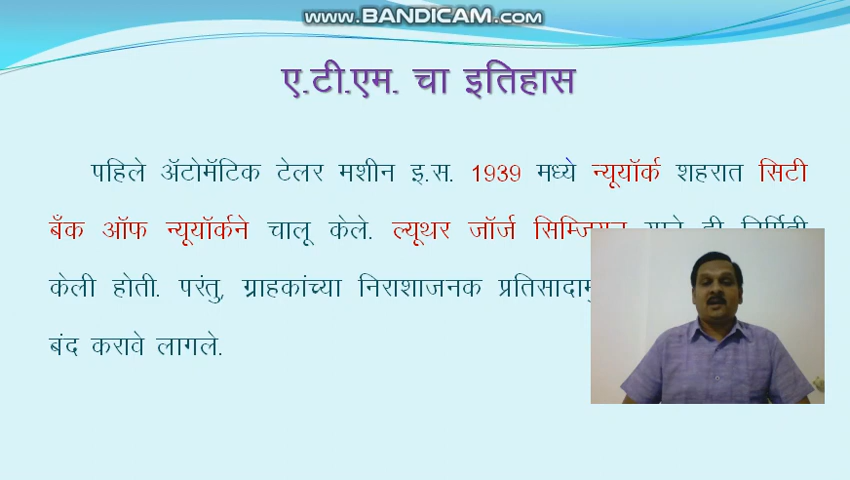 WWW.BANDICAM.COM
ए.टी.एम. चा इतिहास
पहिले ॲटोमॅटिक टेलर मशीन इ.स. 1939 मध्ये न्यूयॉर्क शहरात सिटी
बँक ऑफ न्यूयॉर्कने चालू केले. ल्यूथर जॉर्ज
केली होती. परंतु, ग्राहकांच्या निराशाजनक
बंद करावे लागले.